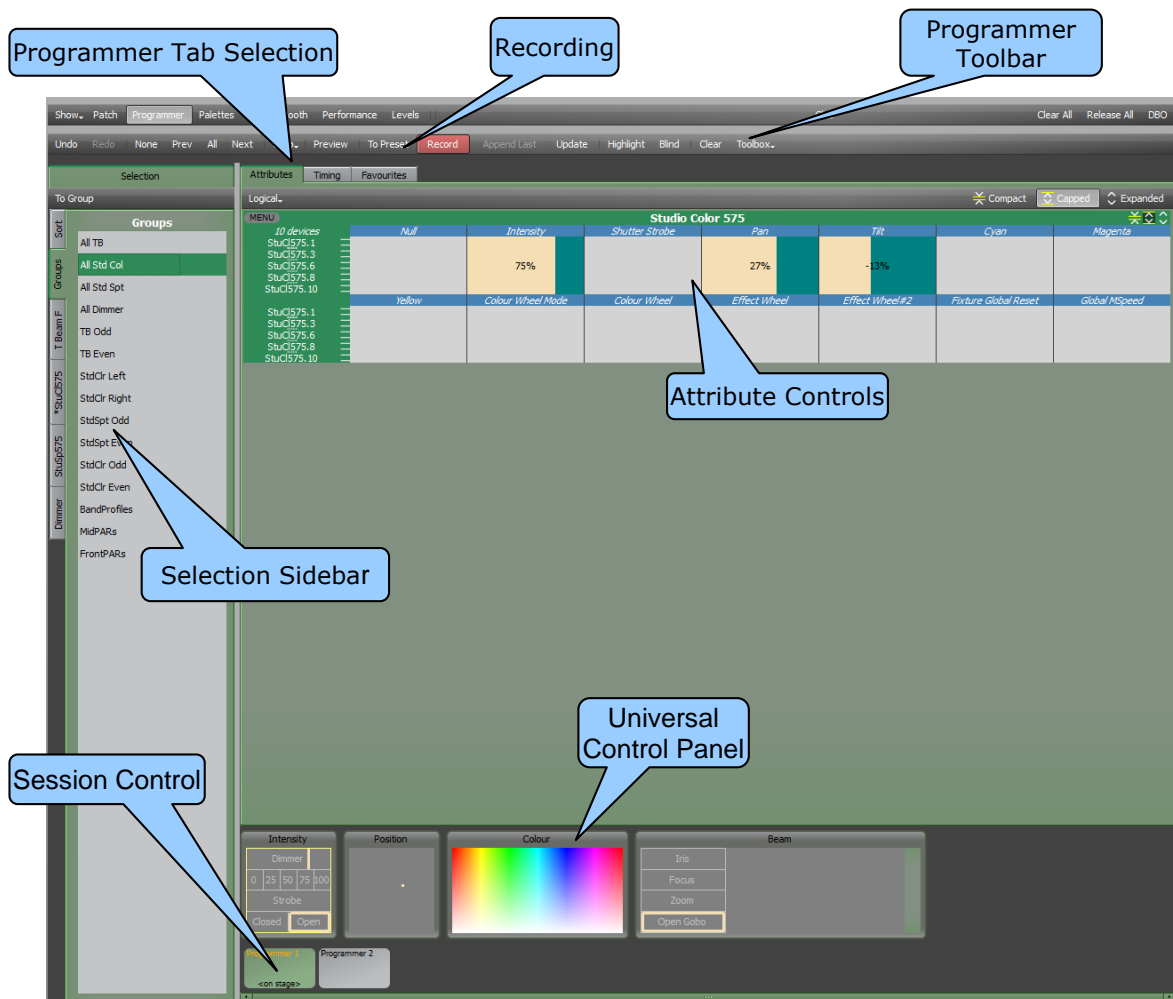 Programmer Tab Selection
Recording
Programmer
Toolbar
Show Patch Programmer Palettes Performance Levels Clear All Release All DBO
Undo Redo None Prev All Next Preview To Preset Record Append Last Update Highlight Blind Clear Toolbox
Selection
Attributes Timing Favourites
To Group
Logical
Compact Capped Expanded
Sort
Groups
T Beam F
*StuCl575
StuSp575
Dimmer
Groups
All TB
All Std Col
All Std Spt
All Dimmer
TB Odd
TB Even
StdClr Left
StdClr Right
StdSpt Odd
StdSpt Even
StdClr Odd
StdClr Even
BandProfiles
MidPARs
FrontPARs
MENU Studio Color 575
10 devices Null Intensity Shutter Strobe Pan Tilt Cyan Magenta
StuCl575.1
StuCl575.3
StuCl575.6 75% 27% -13%
StuCl575.8
StuCl575.10
Yellow Colour Wheel Mode Colour Wheel Effect Wheel Effect Wheel#2 Fixture Global Reset Global MSpeed
StuCl575.1
StuCl575.3
StuCl575.6
StuCl575.8
StuCl575.10
Attribute Controls
Selection Sidebar
Universal
Control Panel
Session Control
Intensity Position Colour Beam
Dimmer
0 25 50 75 100
Strobe
Closed Open
Iris
Focus
Zoom
Open Gobo
Programmer 1 Programmer 2
<on stage>